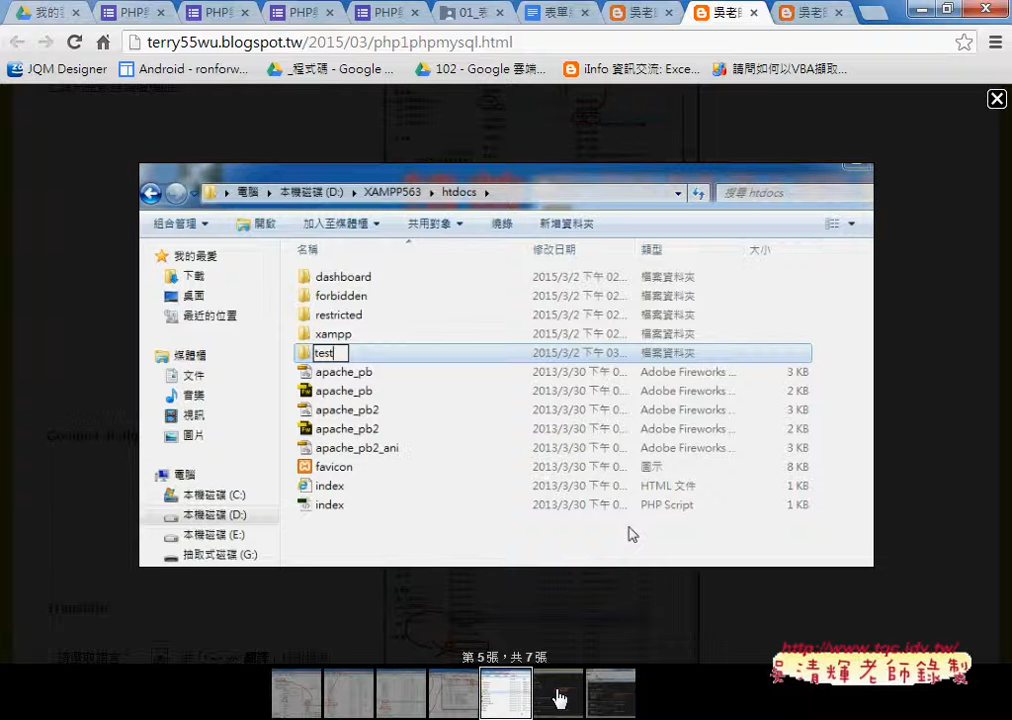 我的
PHP
PHP
PHP
PHP
01_表
表單
吳老
吳老
吳老
terry55wu.blogspot.tw/2015/03/php1phpmysql.html
JQM Designer
Android - ronforw...
_程式碼 - Google ...
102 - Google 雲端...
iInfo 資訊交流: Exce...
請問如何以VBA擷取...
電腦 ▸ 本機磁碟 (D:) ▸ XAMPP563 ▸ htdocs ▸
搜尋 htdocs
組合管理 開啟 加入至媒體櫃 共用對象 燒錄 新增資料夾
名稱 修改日期 類型 大小
我的最愛
下載
桌面
最近的位置
媒體櫃
文件
音樂
視訊
圖片
電腦
本機磁碟 (C:)
本機磁碟 (D:)
本機磁碟 (E:)
抽取式磁碟 (G:)
dashboard 2015/3/2 下午 02... 檔案資料夾
forbidden 2015/3/2 下午 02... 檔案資料夾
restricted 2015/3/2 下午 02... 檔案資料夾
xampp 2015/3/2 下午 02... 檔案資料夾
test 2015/3/2 下午 03... 檔案資料夾
apache_pb 2013/3/30 下午 0... Adobe Fireworks ... 3 KB
apache_pb 2013/3/30 下午 0... Adobe Fireworks ... 2 KB
apache_pb2 2013/3/30 下午 0... Adobe Fireworks ... 3 KB
apache_pb2 2013/3/30 下午 0... Adobe Fireworks ... 2 KB
apache_pb2_ani 2013/3/30 下午 0... Adobe Fireworks ... 3 KB
favicon 2013/3/30 下午 0... 圖示 8 KB
index 2013/3/30 下午 0... HTML 文件 1 KB
index 2013/3/30 下午 0... PHP Script 1 KB
Translate
第 5 張，共 7 張
http://www.tqc.idv.tw/
吳清輝老師錄製